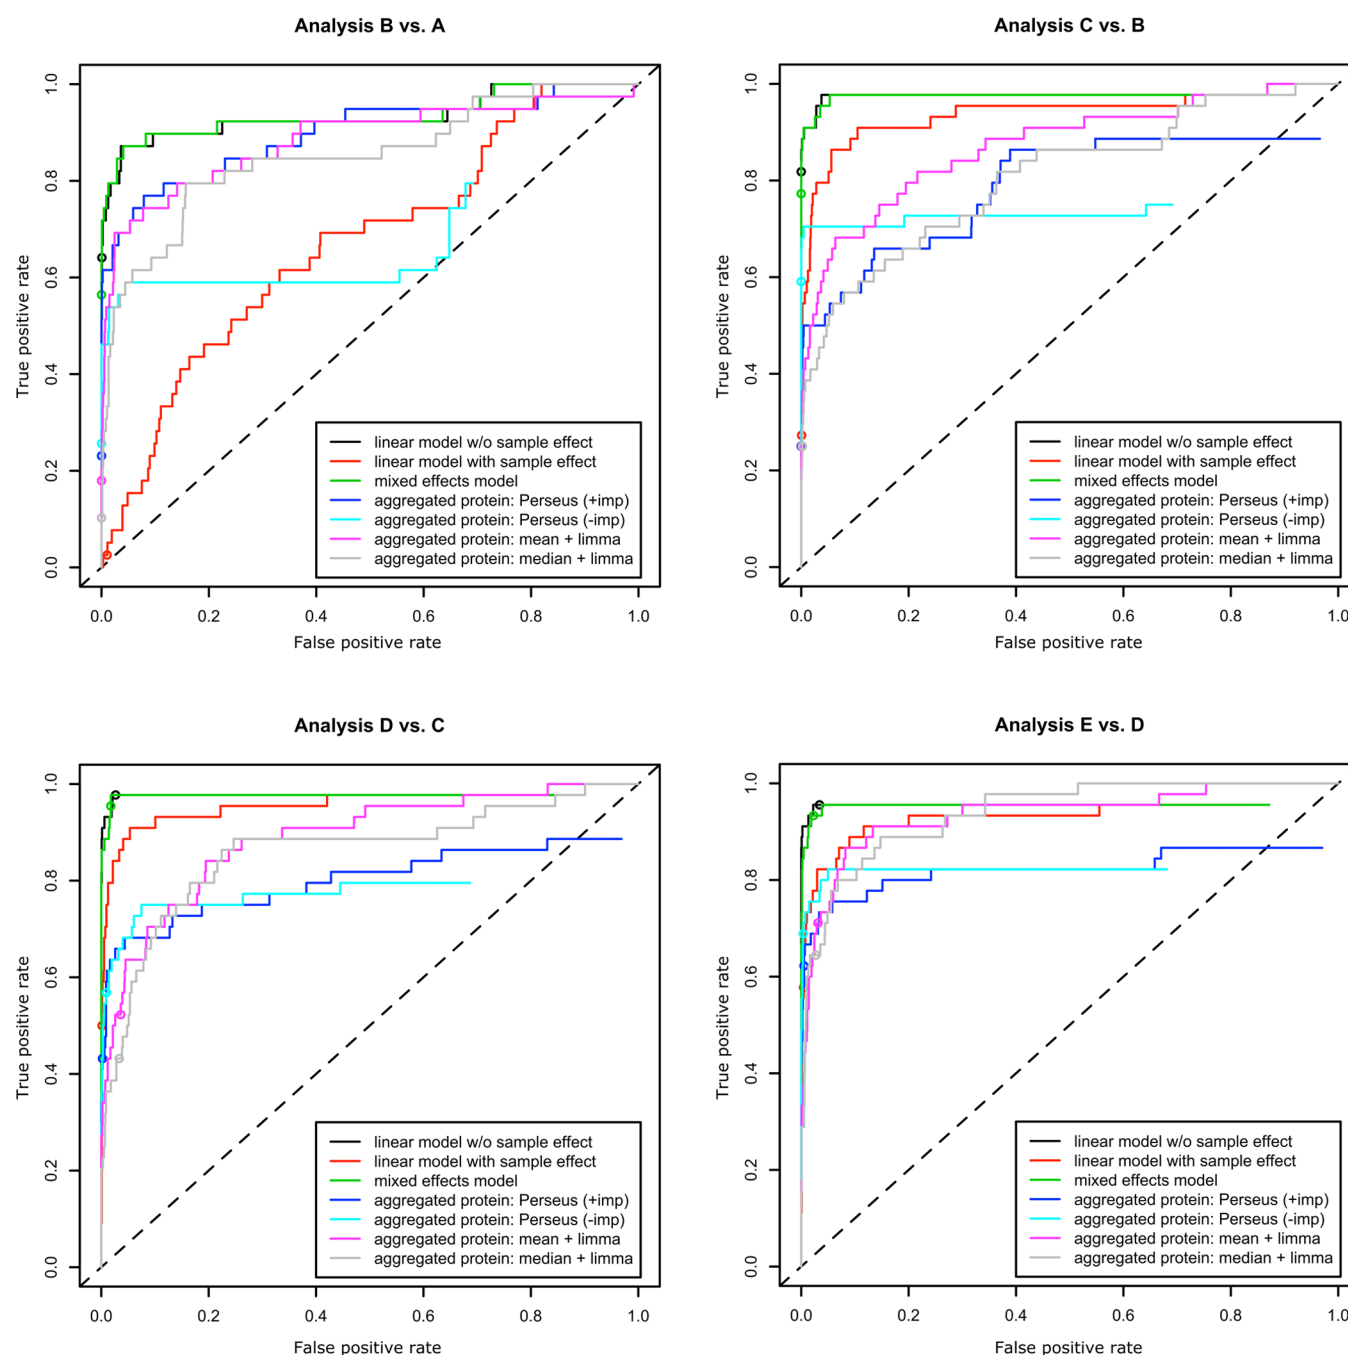 Analysis B vs. A
True positive rate
1.0
0.8
0.6
0.4
0.2
0.0
linear model w/o sample effect
linear model with sample effect
mixed effects model
aggregated protein: Perseus (+imp)
aggregated protein: Perseus (-imp)
aggregated protein: mean + limma
aggregated protein: median + limma
0.0 0.2 0.4 0.6 0.8 1.0
False positive rate
Analysis C vs. B
True positive rate
1.0
0.8
0.6
0.4
0.2
0.0
linear model w/o sample effect
linear model with sample effect
mixed effects model
aggregated protein: Perseus (+imp)
aggregated protein: Perseus (-imp)
aggregated protein: mean + limma
aggregated protein: median + limma
0.0 0.2 0.4 0.6 0.8 1.0
False positive rate
Analysis D vs. C
True positive rate
1.0
0.8
0.6
0.4
0.2
0.0
linear model w/o sample effect
linear model with sample effect
mixed effects model
aggregated protein: Perseus (+imp)
aggregated protein: Perseus (-imp)
aggregated protein: mean + limma
aggregated protein: median + limma
0.0 0.2 0.4 0.6 0.8 1.0
False positive rate
Analysis E vs. D
True positive rate
1.0
0.8
0.6
0.4
0.2
0.0
linear model w/o sample effect
linear model with sample effect
mixed effects model
aggregated protein: Perseus (+imp)
aggregated protein: Perseus (-imp)
aggregated protein: mean + limma
aggregated protein: median + limma
0.0 0.2 0.4 0.6 0.8 1.0
False positive rate